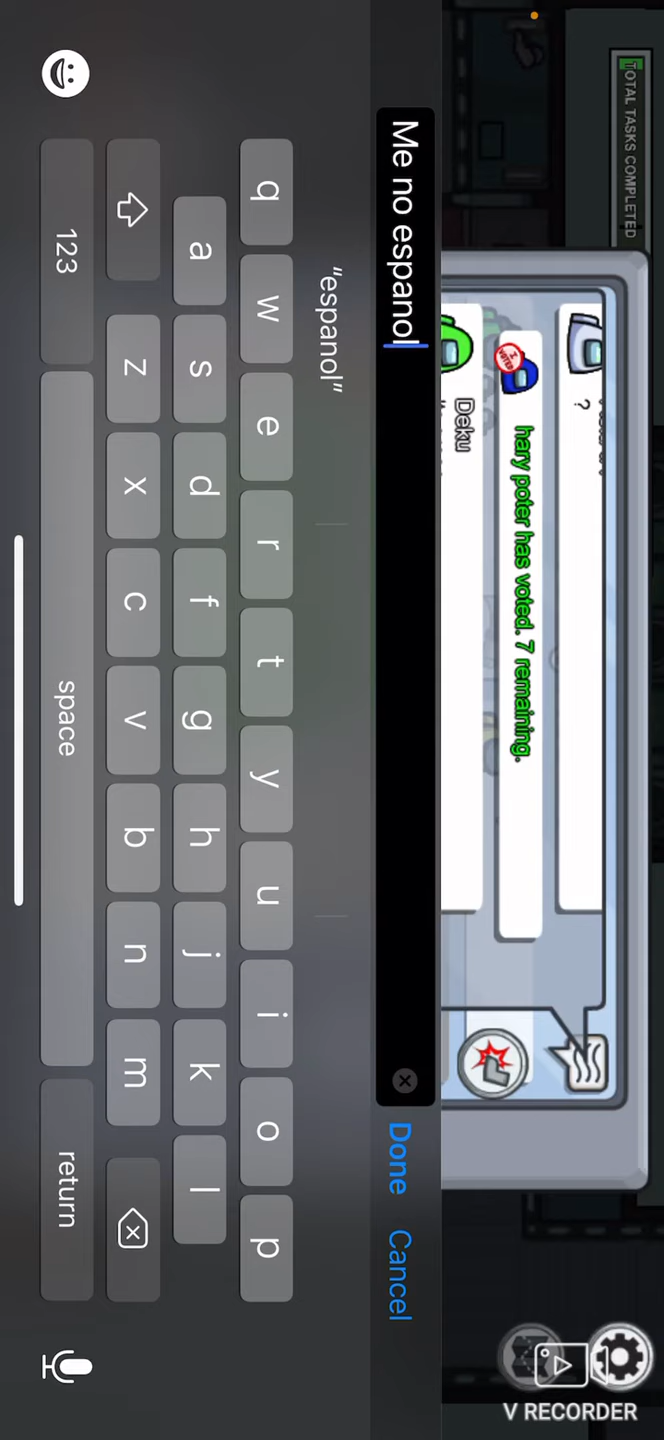 TOTAL TASKS COMPLETED
?
hary poter has voted. 7 remaining.
Deku
Me no espanol
Done
Cancel
"espanol"
q w e r t y u i o p
a s d f g h j k l
z x c v b n m
123
space
return
V RECORDER